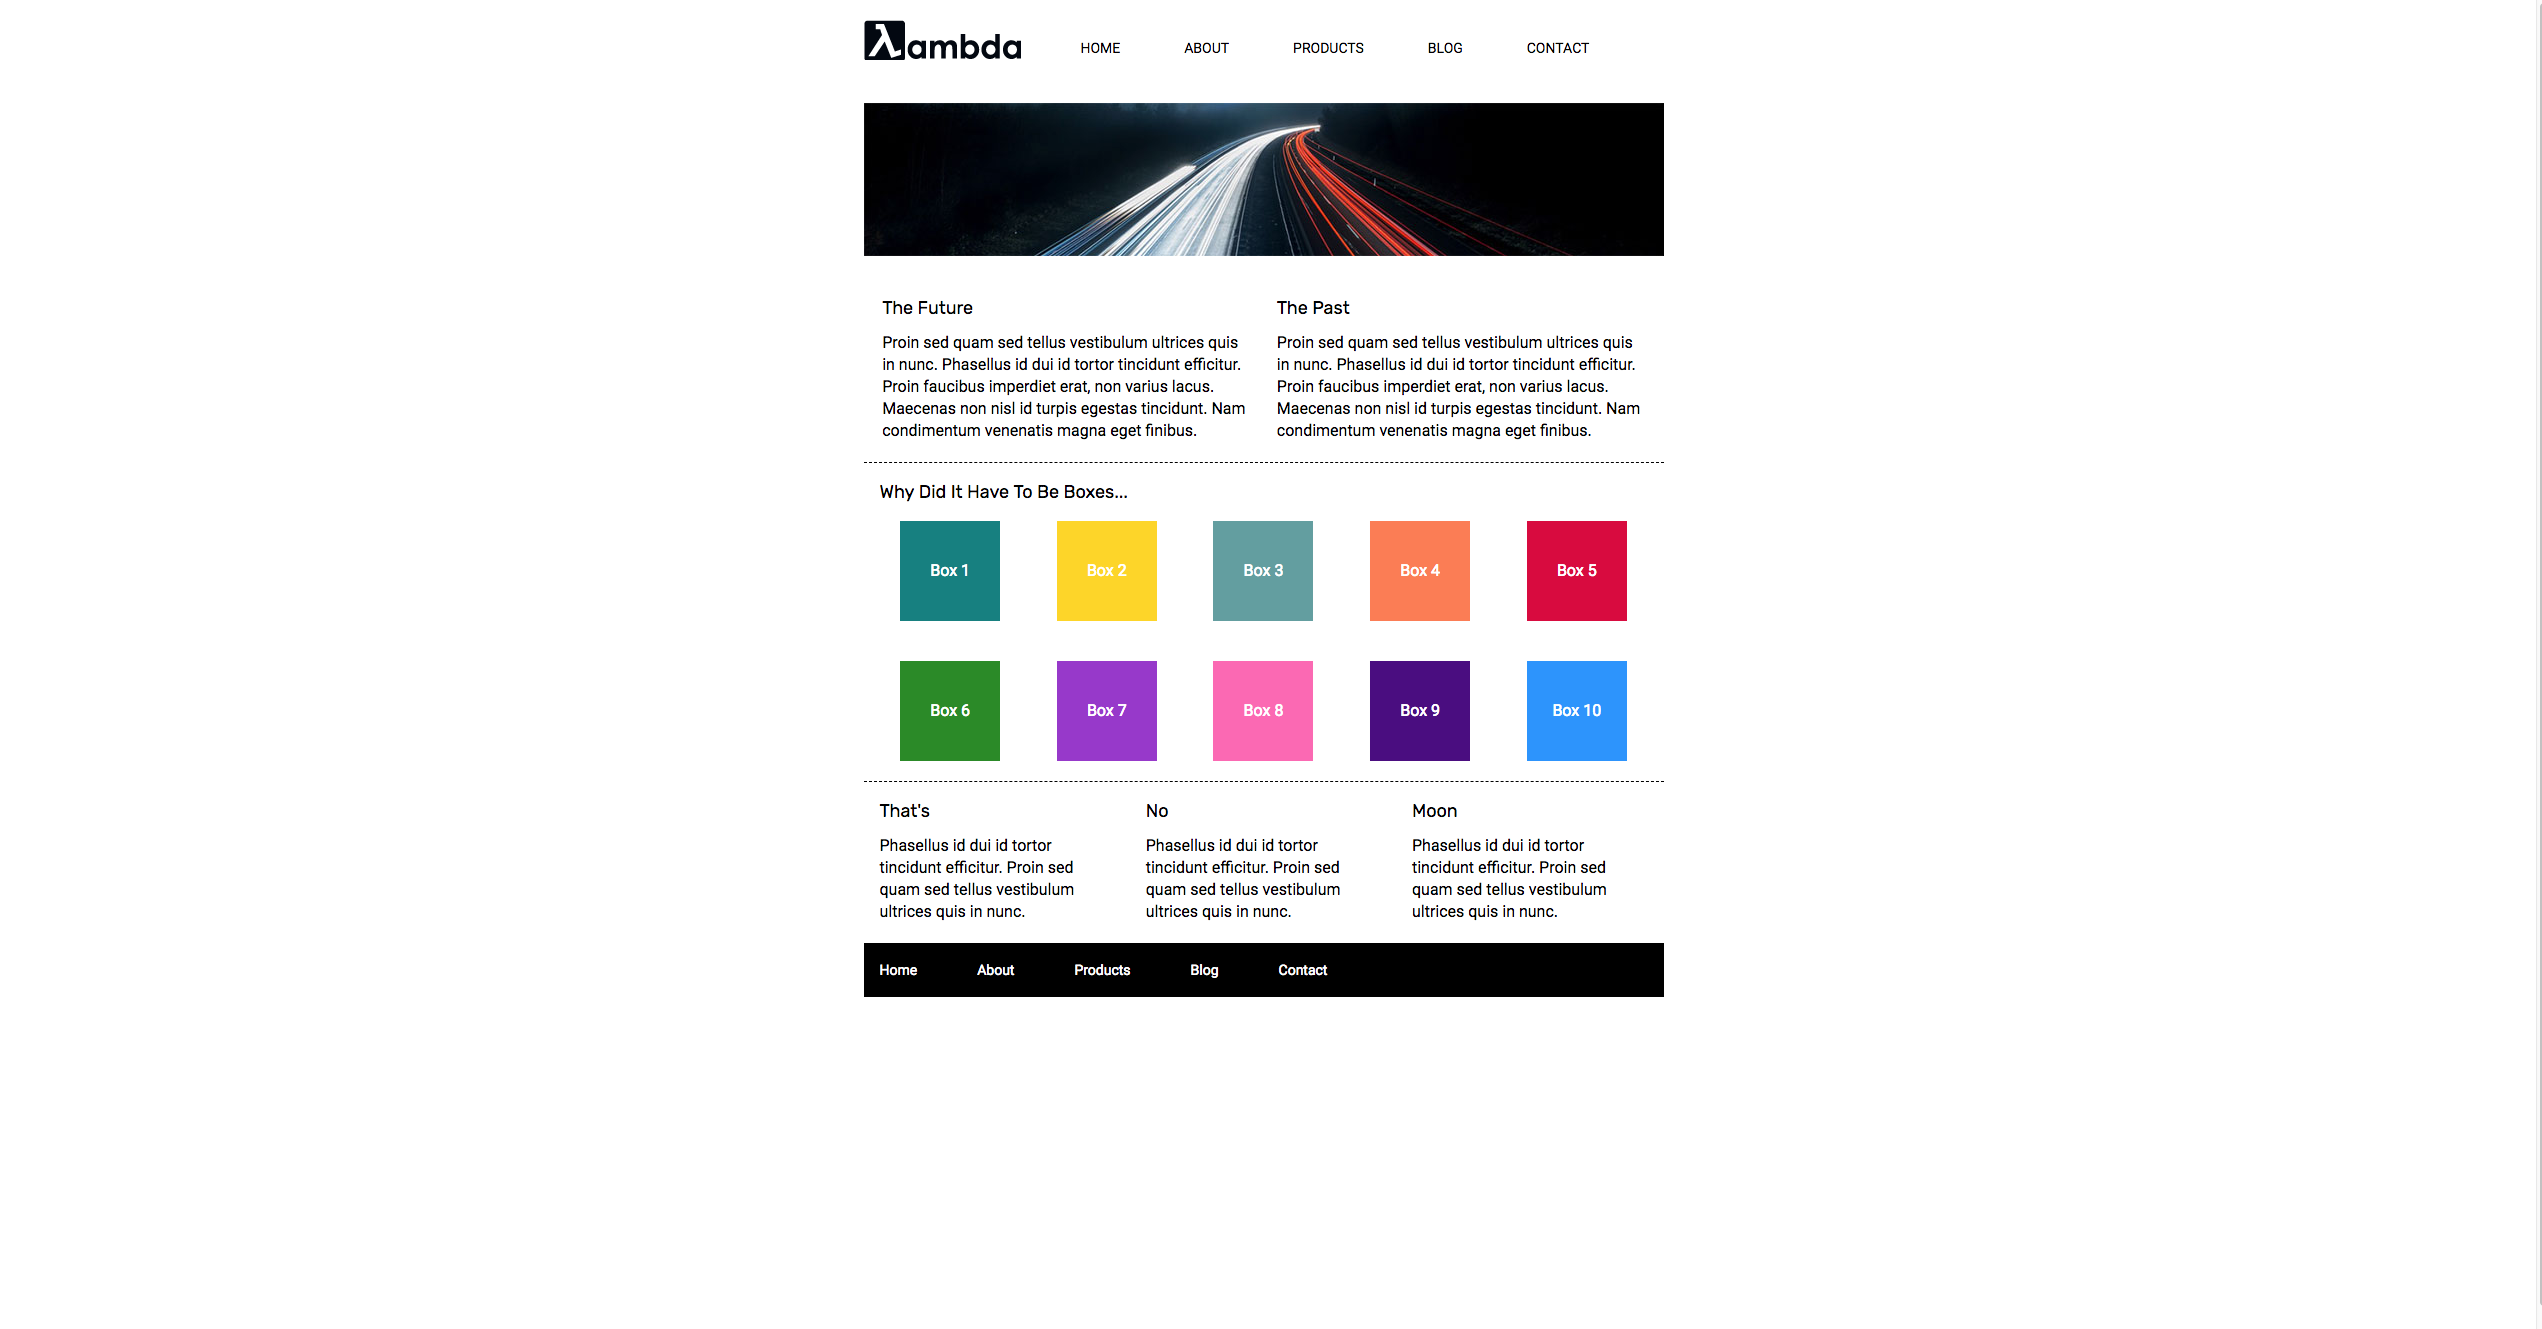 λambda
HOME ABOUT PRODUCTS BLOG CONTACT
The Future
Proin sed quam sed tellus vestibulum ultrices quis
in nunc. Phasellus id dui id tortor tincidunt efficitur.
Proin faucibus imperdiet erat, non varius lacus.
Maecenas non nisl id turpis egestas tincidunt. Nam
condimentum venenatis magna eget finibus.
The Past
Proin sed quam sed tellus vestibulum ultrices quis
in nunc. Phasellus id dui id tortor tincidunt efficitur.
Proin faucibus imperdiet erat, non varius lacus.
Maecenas non nisl id turpis egestas tincidunt. Nam
condimentum venenatis magna eget finibus.
Why Did It Have To Be Boxes...
Box 1 Box 2 Box 3 Box 4 Box 5
Box 6 Box 7 Box 8 Box 9 Box 10
That's
Phasellus id dui id tortor
tincidunt efficitur. Proin sed
quam sed tellus vestibulum
ultrices quis in nunc.
No
Phasellus id dui id tortor
tincidunt efficitur. Proin sed
quam sed tellus vestibulum
ultrices quis in nunc.
Moon
Phasellus id dui id tortor
tincidunt efficitur. Proin sed
quam sed tellus vestibulum
ultrices quis in nunc.
Home About Products Blog Contact